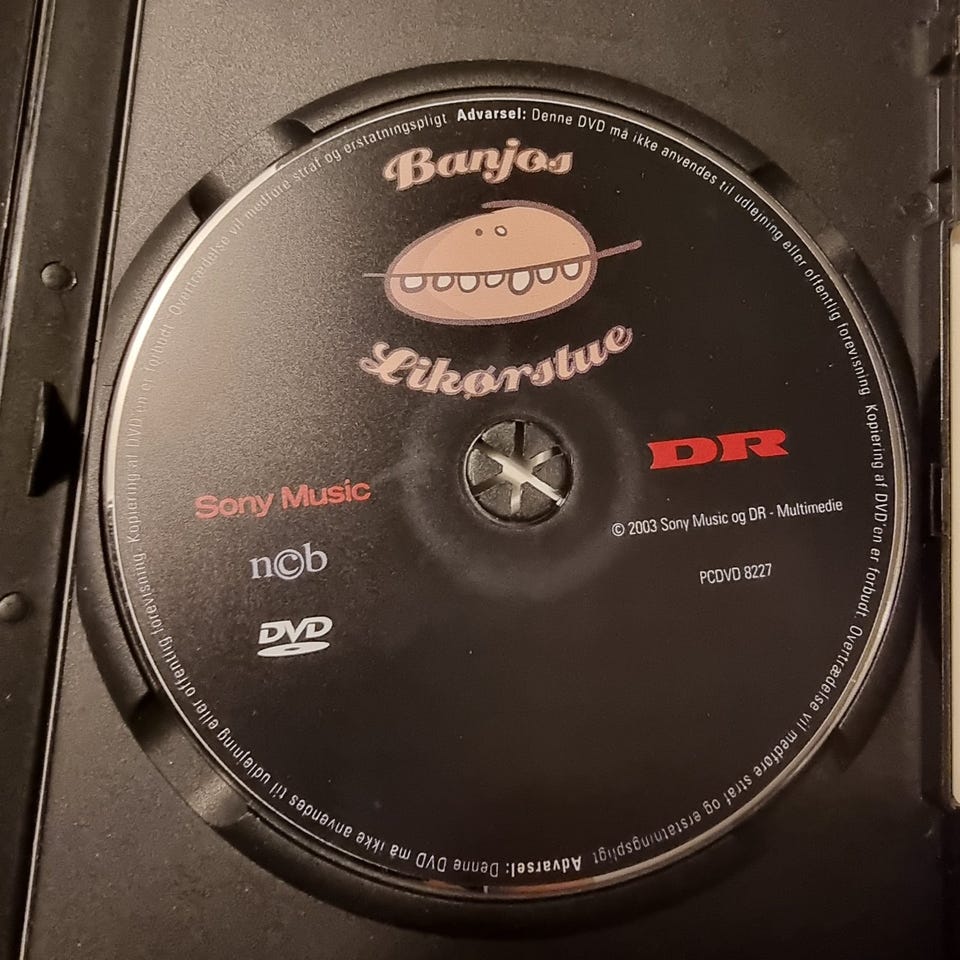 Banjos
Likørstue
Sony Music
DR
© 2003 Sony Music og DR - Multimedie
ncb
PCDVD 8227
DVD
Advarsel: Denne DVD må ikke anvendes til udlejning eller offentlig forevisning Kopiering af DVD'en er forbudt. Overtrædelse vil medføre straf og erstatningspligt
Advarsel: Denne DVD må ikke anvendes til udlejning eller offentlig forevisning Kopiering af DVD'en er forbudt. Overtrædelse vil medføre straf og erstatningspligt